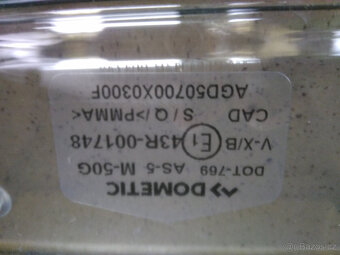 DOMETIC
DOT-769 AS-5 M-50G
V-X/B E1 43R-001748
CAD S/Q/>PMMA<
AGD50700X0300F